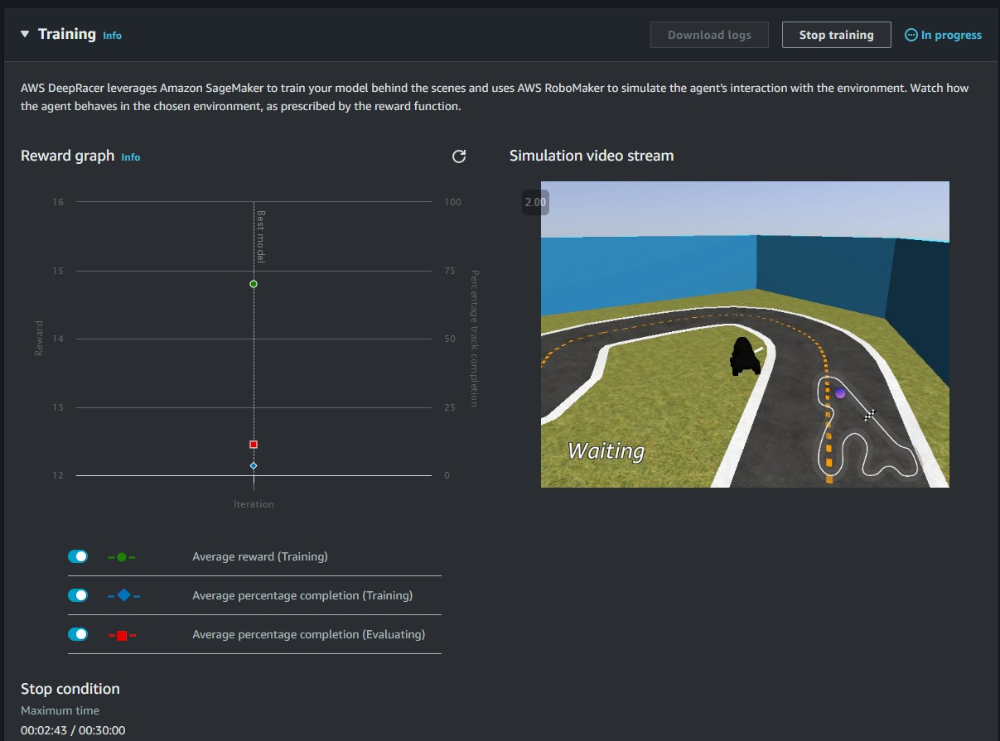 Training Info
Download logs
Stop training
In progress
AWS DeepRacer leverages Amazon SageMaker to train your model behind the scenes and uses AWS RoboMaker to simulate the agent's interaction with the environment. Watch how
the agent behaves in the chosen environment, as prescribed by the reward function.
Reward graph Info
16
15
14
13
12
Reward
Best model
100
75
50
25
0
Percentage track completion
Iteration
Average reward (Training)
Average percentage completion (Training)
Average percentage completion (Evaluating)
Simulation video stream
2.00
Waiting
Stop condition
Maximum time
00:02:43 / 00:30:00